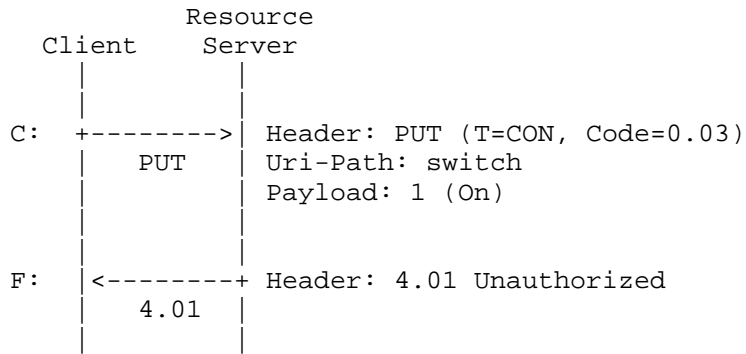 Resource
Client Server
C: +-------->| Header: PUT (T=CON, Code=0.03)
| PUT | Uri-Path: switch
| Payload: 1 (On)
F: |<--------+ Header: 4.01 Unauthorized
| 4.01 |